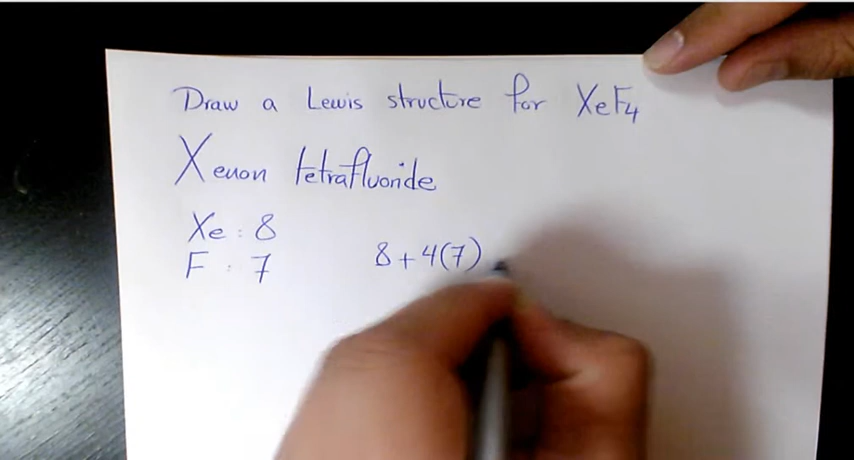 Draw a Lewis structure for XeF4
Xenon tetrafluoride
Xe : 8
F : 7
8 + 4(7)